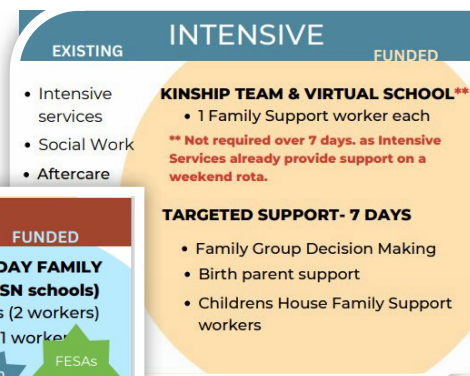 INTENSIVE
EXISTING
FUNDED
• Intensive
services
• Social Work
• Aftercare
KINSHIP TEAM & VIRTUAL SCHOOL**
• 1 Family Support worker each
** Not required over 7 days. as Intensive
Services already provide support on a
weekend rota.
TARGETED SUPPORT- 7 DAYS
• Family Group Decision Making
• Birth parent support
• Childrens House Family Support
workers
FUNDED
DAY FAMILY
SN schools)
s (2 workers)
1 worker
FESAs